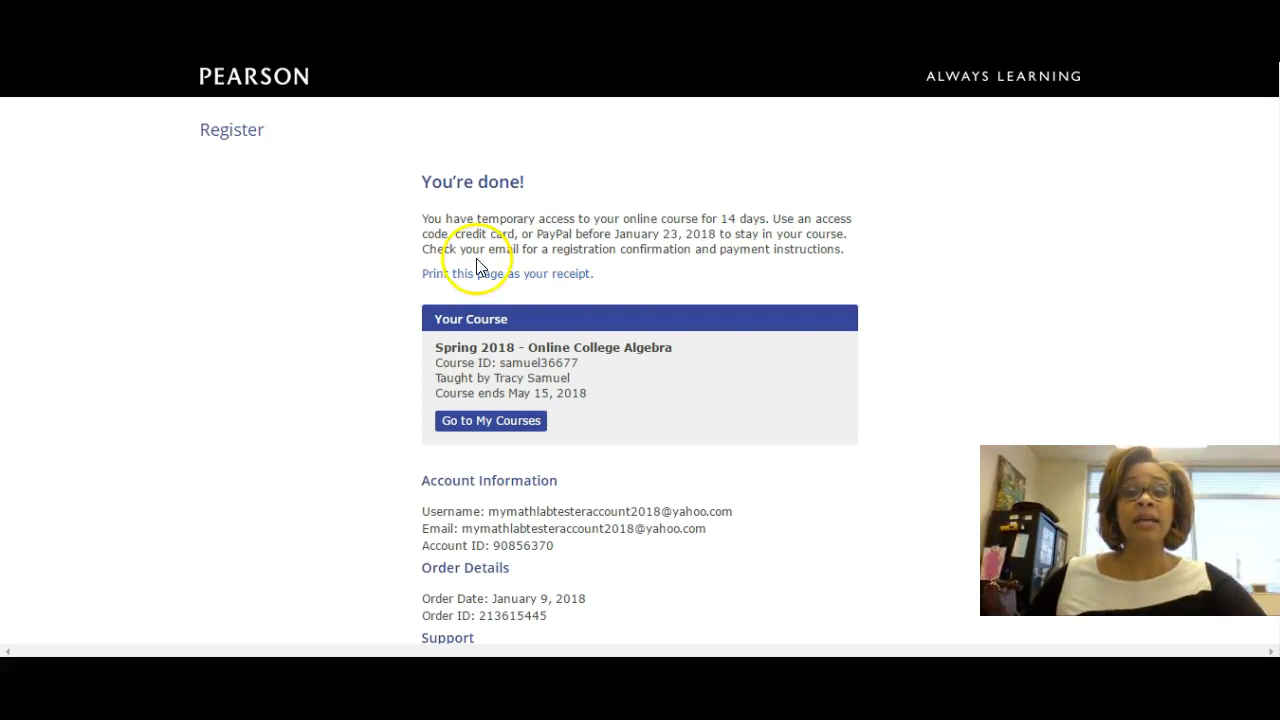 PEARSON
ALWAYS LEARNING
Register
You're done!
You have temporary access to your online course for 14 days. Use an access
code, credit card, or PayPal before January 23, 2018 to stay in your course.
Check your email for a registration confirmation and payment instructions.
Print this page as your receipt.
Your Course
Spring 2018 - Online College Algebra
Course ID: samuel36677
Taught by Tracy Samuel
Course ends May 15, 2018
Go to My Courses
Account Information
Username: mymathlabtesteraccount2018@yahoo.com
Email: mymathlabtesteraccount2018@yahoo.com
Account ID: 90856370
Order Details
Order Date: January 9, 2018
Order ID: 213615445
Support